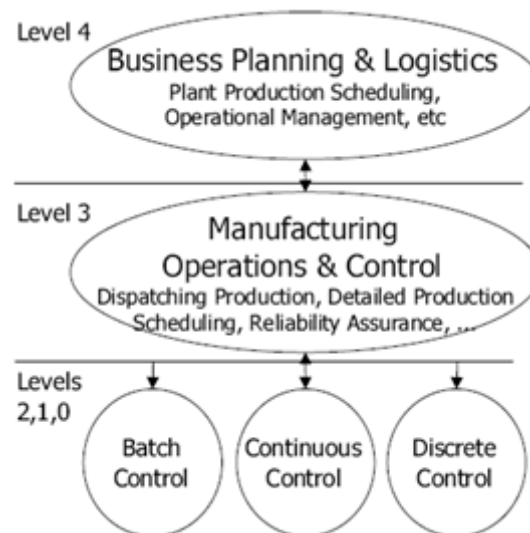 Level 4
Business Planning & Logistics
Plant Production Scheduling,
Operational Management, etc
Level 3
Manufacturing
Operations & Control
Dispatching Production, Detailed Production
Scheduling, Reliability Assurance, ...
Levels
2,1,0
Batch
Control
Continuous
Control
Discrete
Control